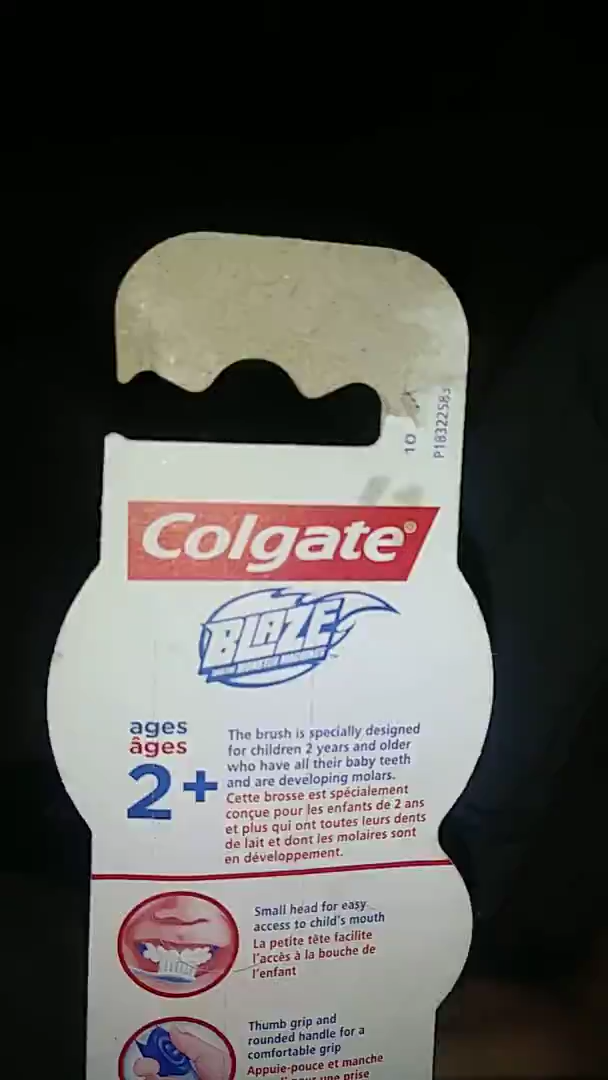 10
P1832258
Colgate®
BLAZE™
ages
âges
2+
The brush is specially designed
for children 2 years and older
who have all their baby teeth
and are developing molars.
Cette brosse est spécialement
conçue pour les enfants de 2 ans
et plus qui ont toutes leurs dents
de lait et dont les molaires sont
en développement.
Small head for easy
access to child's mouth
La petite tête facilite
l'accès à la bouche de
l'enfant
Thumb grip and
rounded handle for a
comfortable grip
Appuie-pouce et manche
pour une prise